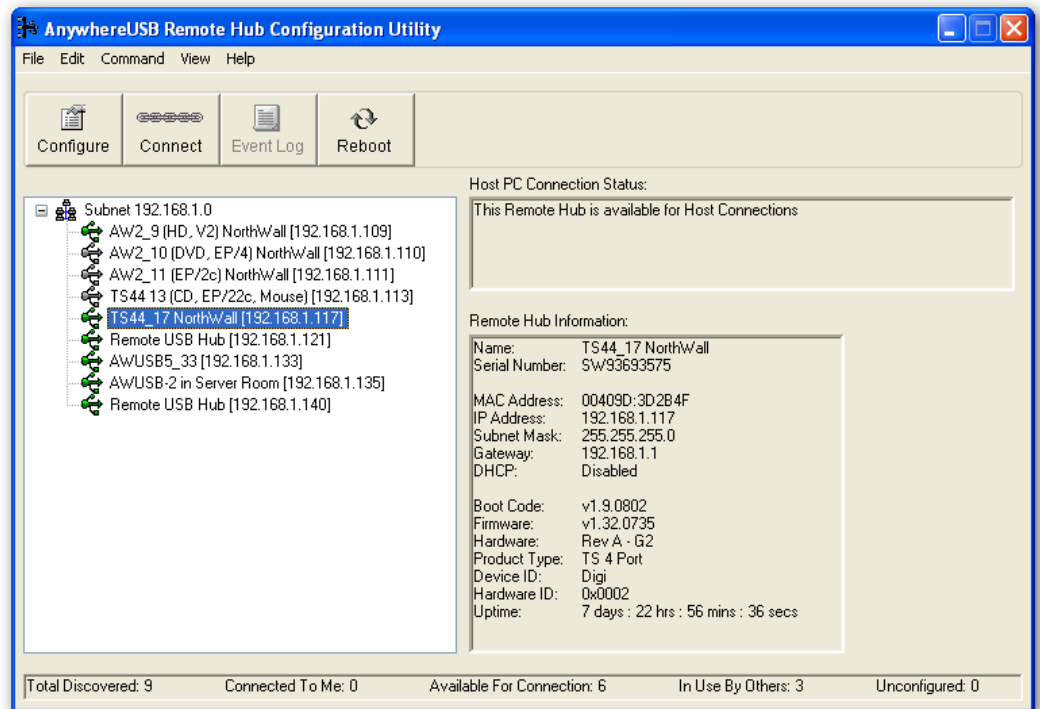 AnywhereUSB Remote Hub Configuration Utility
File Edit Command View Help
Configure Connect Event Log Reboot
Subnet 192.168.1.0
AW2_9 (HD, V2) NorthWall [192.168.1.109]
AW2_10 (DVD, EP/4) NorthWall [192.168.1.110]
AW2_11 (EP/2c) NorthWall [192.168.1.111]
TS44 13 (CD, EP/22c, Mouse) [192.168.1.113]
TS44_17 NorthWall [192.168.1.117]
Remote USB Hub [192.168.1.121]
AWUSB5_33 [192.168.1.133]
AWUSB-2 in Server Room [192.168.1.135]
Remote USB Hub [192.168.1.140]
Host PC Connection Status:
This Remote Hub is available for Host Connections
Remote Hub Information:
Name: TS44_17 NorthWall
Serial Number: SW93693575
MAC Address: 00409D:3D2B4F
IP Address: 192.168.1.117
Subnet Mask: 255.255.255.0
Gateway: 192.168.1.1
DHCP: Disabled
Boot Code: v1.9.0802
Firmware: v1.32.0735
Hardware: Rev A - G2
Product Type: TS 4 Port
Device ID: Digi
Hardware ID: 0x0002
Uptime: 7 days : 22 hrs : 56 mins : 36 secs
Total Discovered: 9 Connected To Me: 0 Available For Connection: 6 In Use By Others: 3 Unconfigured: 0